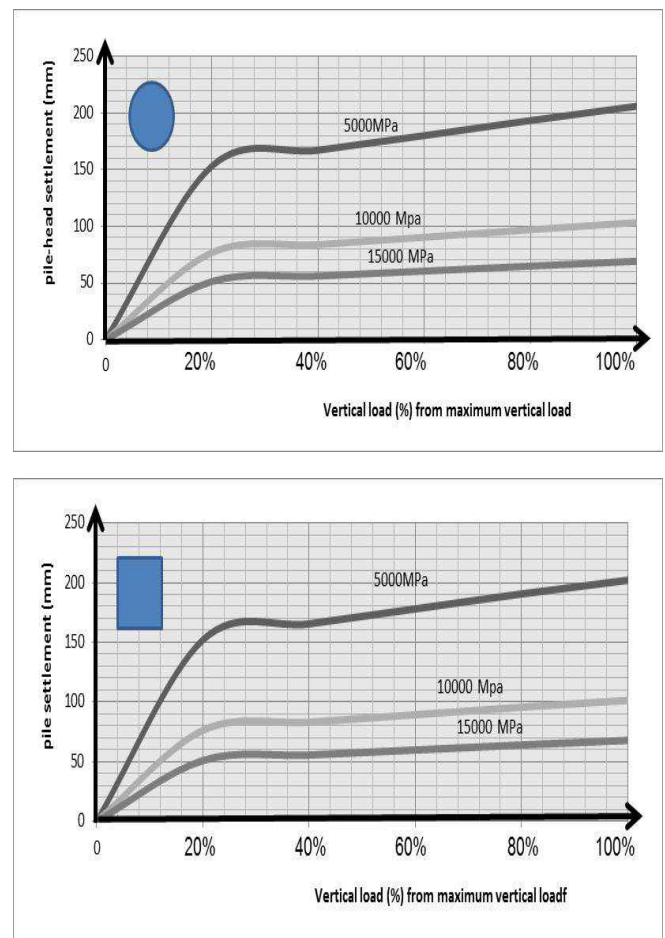 250
200
150
100
50
0
pile-head settlement (mm)
5000MPa
10000 Mpa
15000 MPa
0 20% 40% 60% 80% 100%
Vertical load (%) from maximum vertical load
250
200
150
100
50
0
pile settlement (mm)
5000MPa
10000 Mpa
15000 MPa
0 20% 40% 60% 80% 100%
Vertical load (%) from maximum vertical loadf